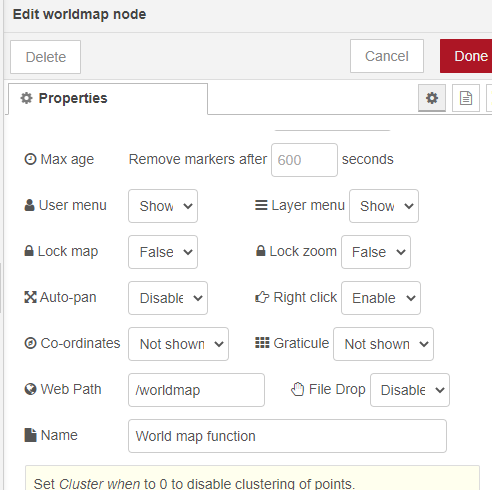 Edit worldmap node
Delete Cancel Done
Properties
Max age Remove markers after 600 seconds
User menu Show Layer menu Show
Lock map False Lock zoom False
Auto-pan Disable Right click Enable
Co-ordinates Not shown Graticule Not shown
Web Path /worldmap File Drop Disable
Name World map function
Set Cluster when to 0 to disable clustering of points.